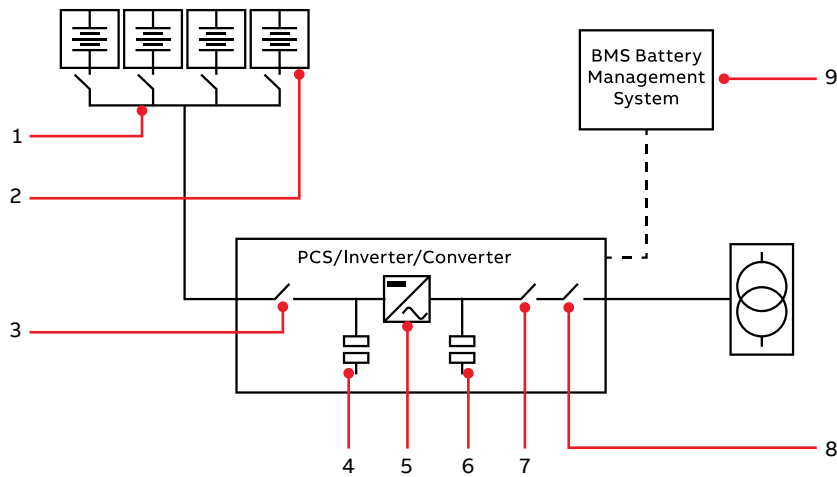 BMS Battery
Management
System
9
1
2
PCS/Inverter/Converter
3
4
5
6
7
8